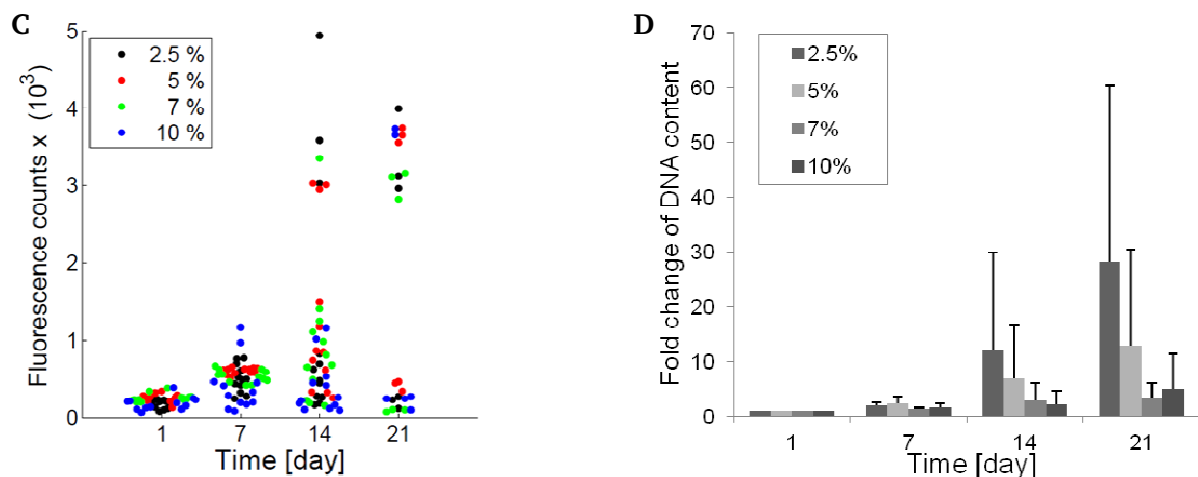 C
Fluorescence counts x (10³)
5
4
3
2
1
0
2.5 %
5 %
7 %
10 %
1 7 14 21
Time [day]
D
Fold change of DNA content
70
60
50
40
30
20
10
0
2.5%
5%
7%
10%
1 7 14 21
Time [day]